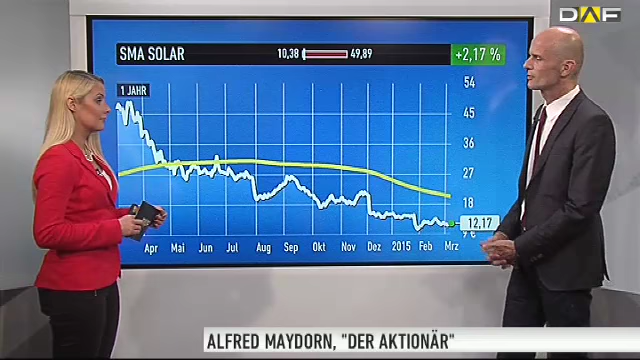 DAF
SMA SOLAR
10,38
49,89
+2,17 %
1 JAHR
54
45
36
27
18
12,17
9 €
Apr Mai Jun Jul Aug Sep Okt Nov Dez 2015 Feb Mrz
ALFRED MAYDORN, "DER AKTIONÄR"